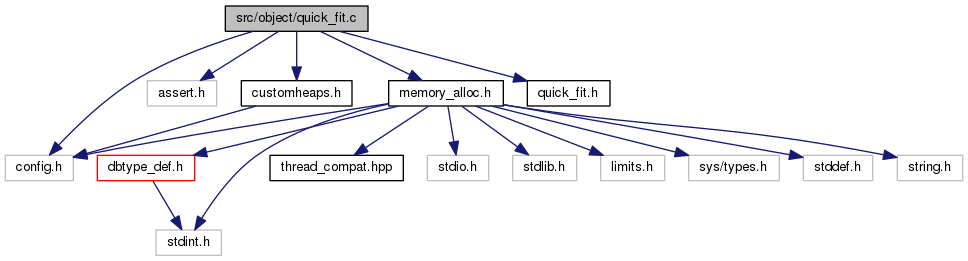 src/object/quick_fit.c
assert.h
customheaps.h
memory_alloc.h
quick_fit.h
config.h
dbtype_def.h
thread_compat.hpp
stdio.h
stdlib.h
limits.h
sys/types.h
stddef.h
string.h
stdint.h